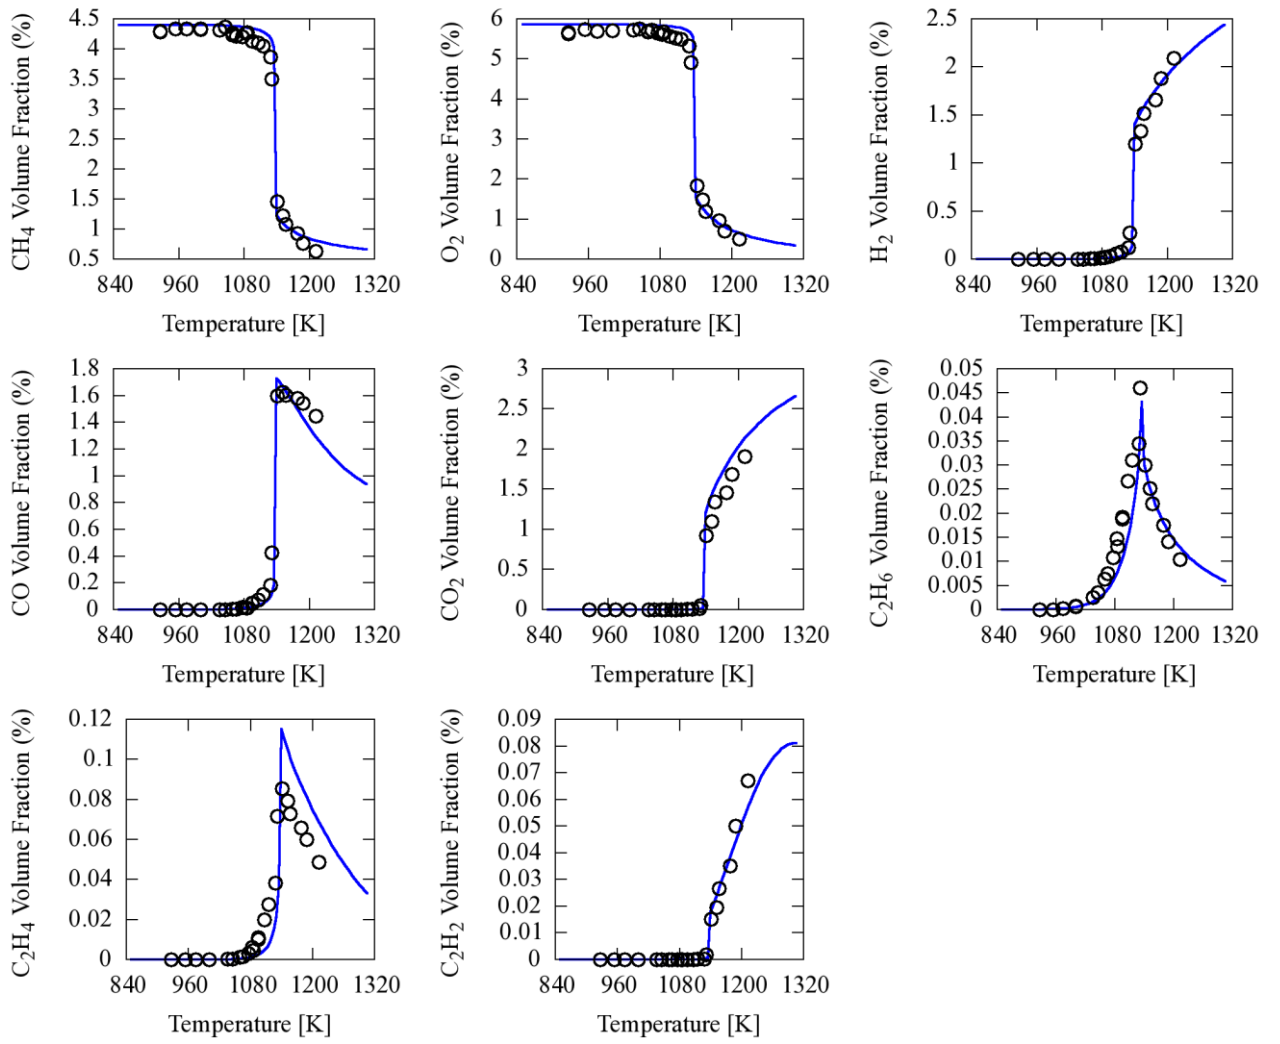 CH4 Volume Fraction (%)
4.5
4
3.5
3
2.5
2
1.5
1
0.5
840 960 1080 1200 1320
Temperature [K]
O2 Volume Fraction (%)
6
5
4
3
2
1
0
840 960 1080 1200 1320
Temperature [K]
H2 Volume Fraction (%)
2.5
2
1.5
1
0.5
0
840 960 1080 1200 1320
Temperature [K]
CO Volume Fraction (%)
1.8
1.6
1.4
1.2
1
0.8
0.6
0.4
0.2
0
840 960 1080 1200 1320
Temperature [K]
CO2 Volume Fraction (%)
3
2.5
2
1.5
1
0.5
0
840 960 1080 1200 1320
Temperature [K]
C2H6 Volume Fraction (%)
0.05
0.045
0.04
0.035
0.03
0.025
0.02
0.015
0.01
0.005
0
840 960 1080 1200 1320
Temperature [K]
C2H4 Volume Fraction (%)
0.12
0.1
0.08
0.06
0.04
0.02
0
840 960 1080 1200 1320
Temperature [K]
C2H2 Volume Fraction (%)
0.09
0.08
0.07
0.06
0.05
0.04
0.03
0.02
0.01
0
840 960 1080 1200 1320
Temperature [K]